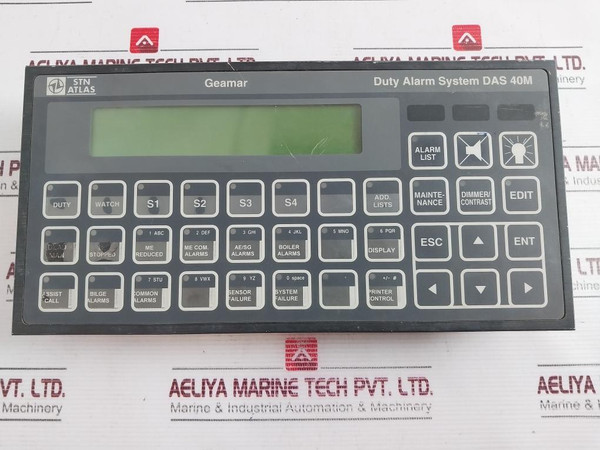 AELIYA MARINE TECH PVT. LTD.
STN ATLAS
Geamar
Duty Alarm System DAS 40M
ALARM LIST
DUTY
WATCH
S1
S2
S3
S4
ADD. LISTS
MAINTE-NANCE
DIMMER/CONTRAST
EDIT
STOPPED
1 ABC
ME REDUCED
2 DEF
ME COM. ALARMS
3 GHI
AE/SG ALARMS
4 JKL
BOILER ALARMS
5 MNO
6 PQR
DISPLAY
ESC
ENT
ASSIST CALL
BILGE ALARMS
7 STU
COMMON ALARMS
8 VWX
9 YZ
SENSOR FAILURE
0 space
SYSTEM FAILURE
+/- #
PRINTER CONTROL
AELIYA MARINE TECH PVT. LTD.
Marine & Industrial Automation & Machinery